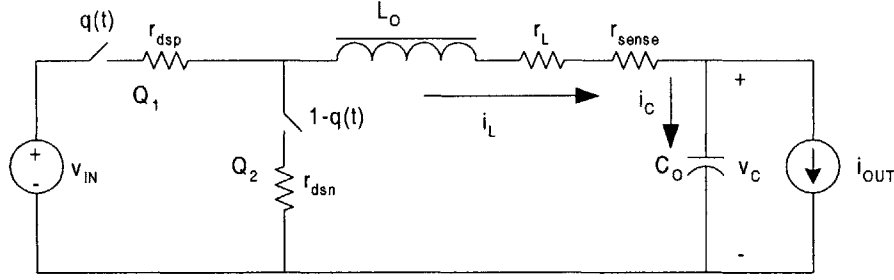 q(t)
r_dsp
L_O
r_L
r_sense
Q_1
1-q(t)
i_L
i_C
+
+
-
v_IN
Q_2
r_dsn
C_O
v_C
i_OUT
-